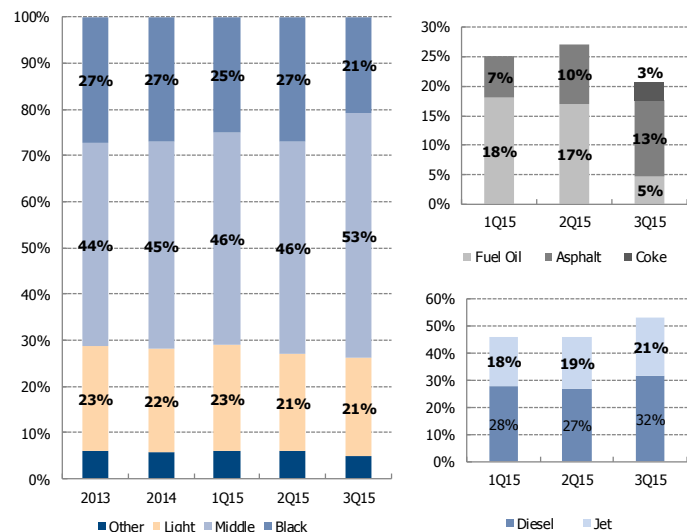 100%
90%
80%
70%
60%
50%
40%
30%
20%
10%
0%
27% 27% 25% 27% 21%
44% 45% 46% 46% 53%
23% 22% 23% 21% 21%
2013 2014 1Q15 2Q15 3Q15
Other Light Middle Black
30%
25%
20%
15%
10%
5%
0%
7% 10% 3%
13%
18% 17% 5%
1Q15 2Q15 3Q15
Fuel Oil Asphalt Coke
60%
50%
40%
30%
20%
10%
0%
18% 19% 21%
28% 27% 32%
1Q15 2Q15 3Q15
Diesel Jet